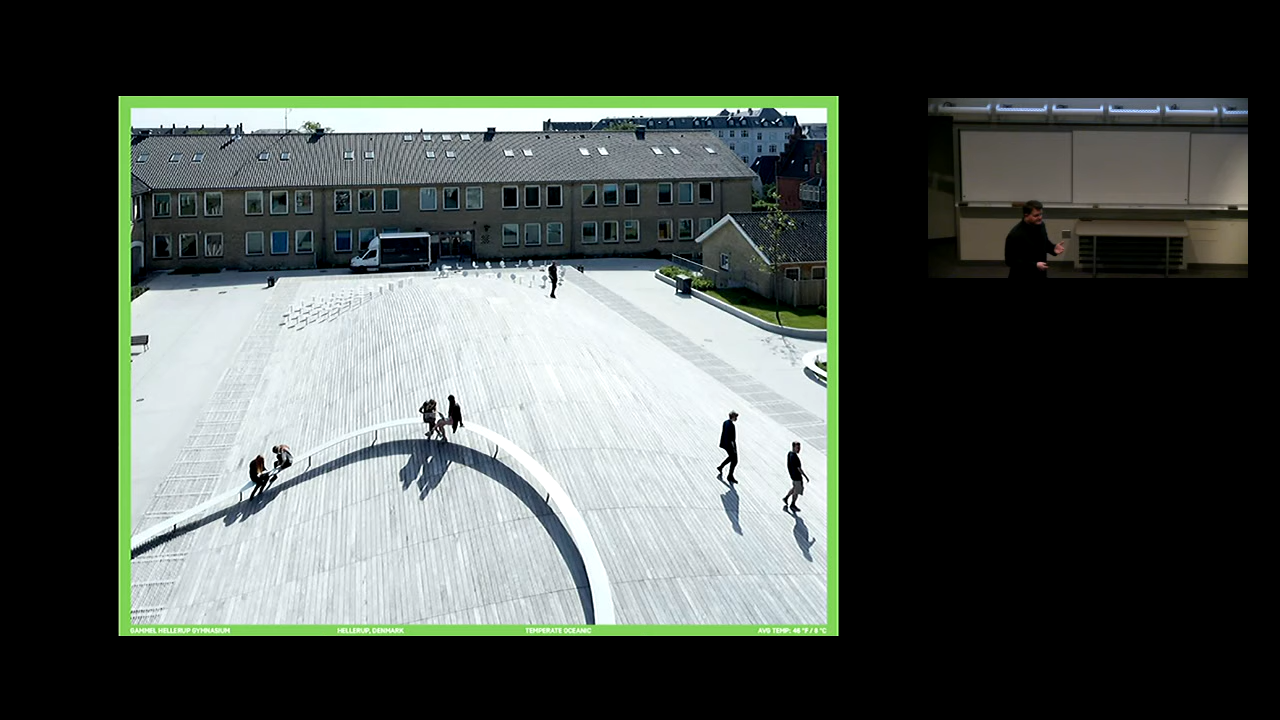 GAMMEL HELLERUP GYMNASIUM
HELLERUP, DENMARK
TEMPERATE OCEANIC
AVG TEMP: 46 °F / 8 °C